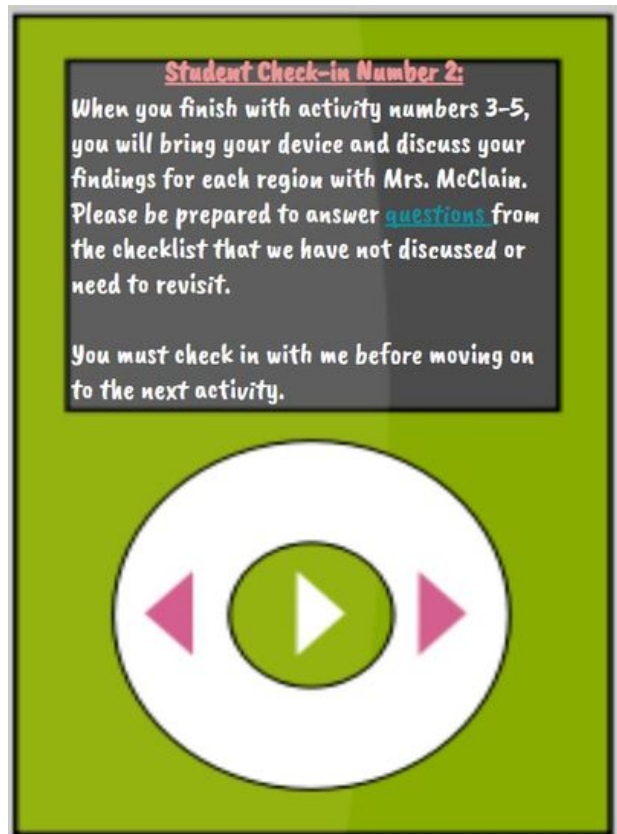 Student Check-in Number 2:
When you finish with activity numbers 3-5,
you will bring your device and discuss your
findings for each region with Mrs. McClain.
Please be prepared to answer questions from
the checklist that we have not discussed or
need to revisit.
You must check in with me before moving on
to the next activity.